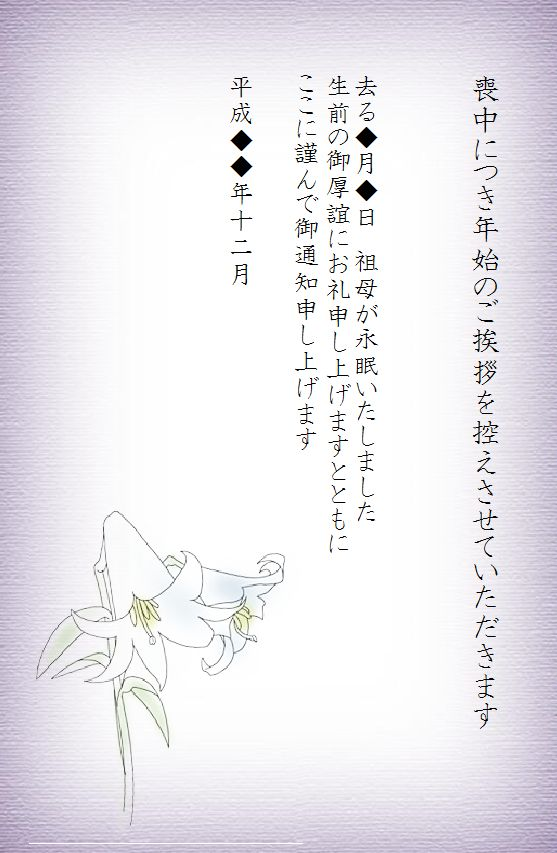 喪中につき年始のご挨拶を控えさせていただきます
去る◆月◆日　祖母が永眠いたしました
生前の御厚誼にお礼申し上げますとともに
ここに謹んで御通知申し上げます
平成◆◆年十二月